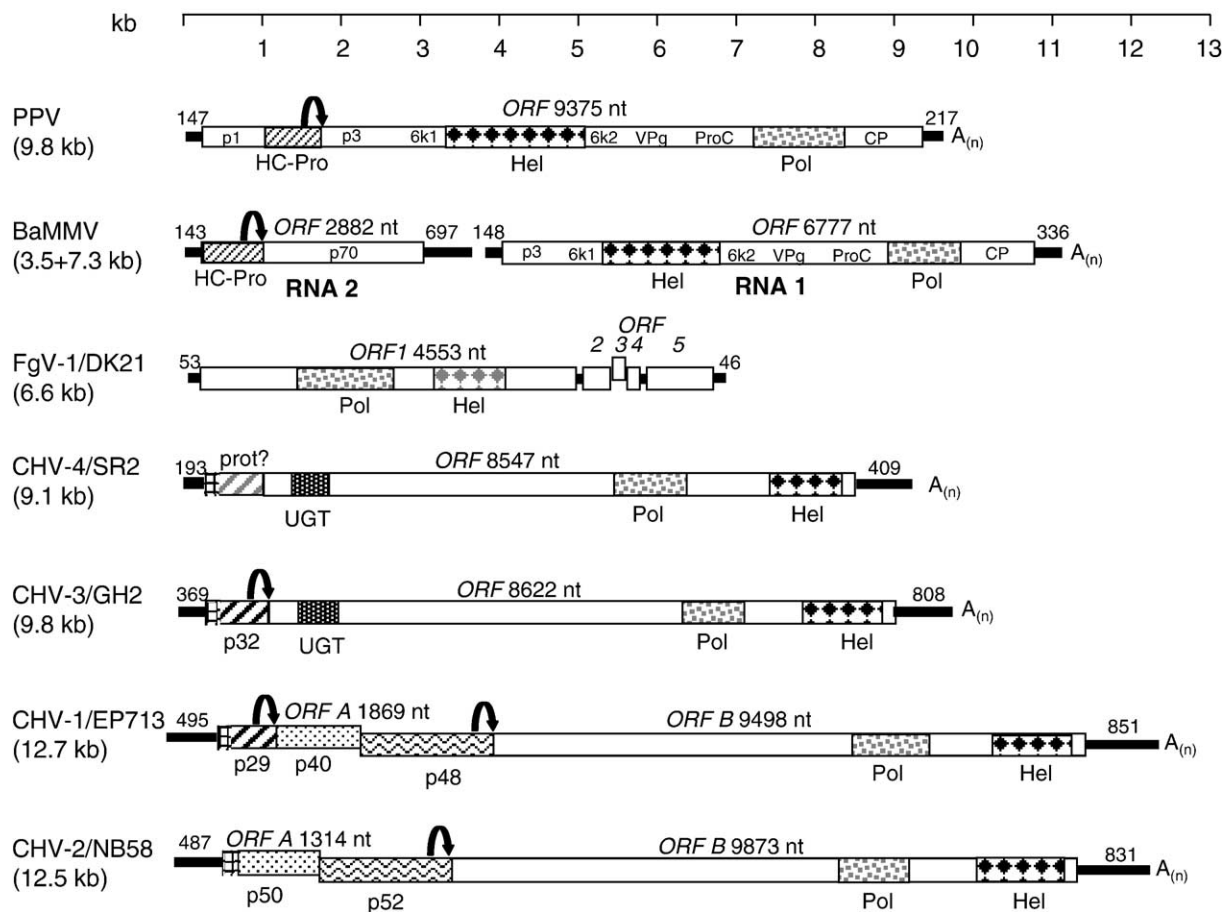 kb 1 2 3 4 5 6 7 8 9 10 11 12 13
PPV
(9.8 kb)
147 ORF 9375 nt 217
p1 p3 6k1 6k2 VPg ProC CP A(n)
HC-Pro Hel Pol
BaMMV
(3.5+7.3 kb)
143 ORF 2882 nt 697 148 ORF 6777 nt 336
p70 p3 6k1 6k2 VPg ProC CP A(n)
HC-Pro RNA 2 Hel RNA 1 Pol
FgV-1/DK21
(6.6 kb)
ORF
53 ORF1 4553 nt 2 3 4 5 46
Pol Hel
CHV-4/SR2
(9.1 kb)
193 prot? ORF 8547 nt 409
A(n)
UGT Pol Hel
CHV-3/GH2
(9.8 kb)
369 ORF 8622 nt 808
A(n)
p32 UGT Pol Hel
CHV-1/EP713
(12.7 kb)
495 ORF A 1869 nt ORF B 9498 nt 851
A(n)
p29 p40 p48 Pol Hel
CHV-2/NB58
(12.5 kb)
487 ORF A 1314 nt ORF B 9873 nt 831
A(n)
p50 p52 Pol Hel